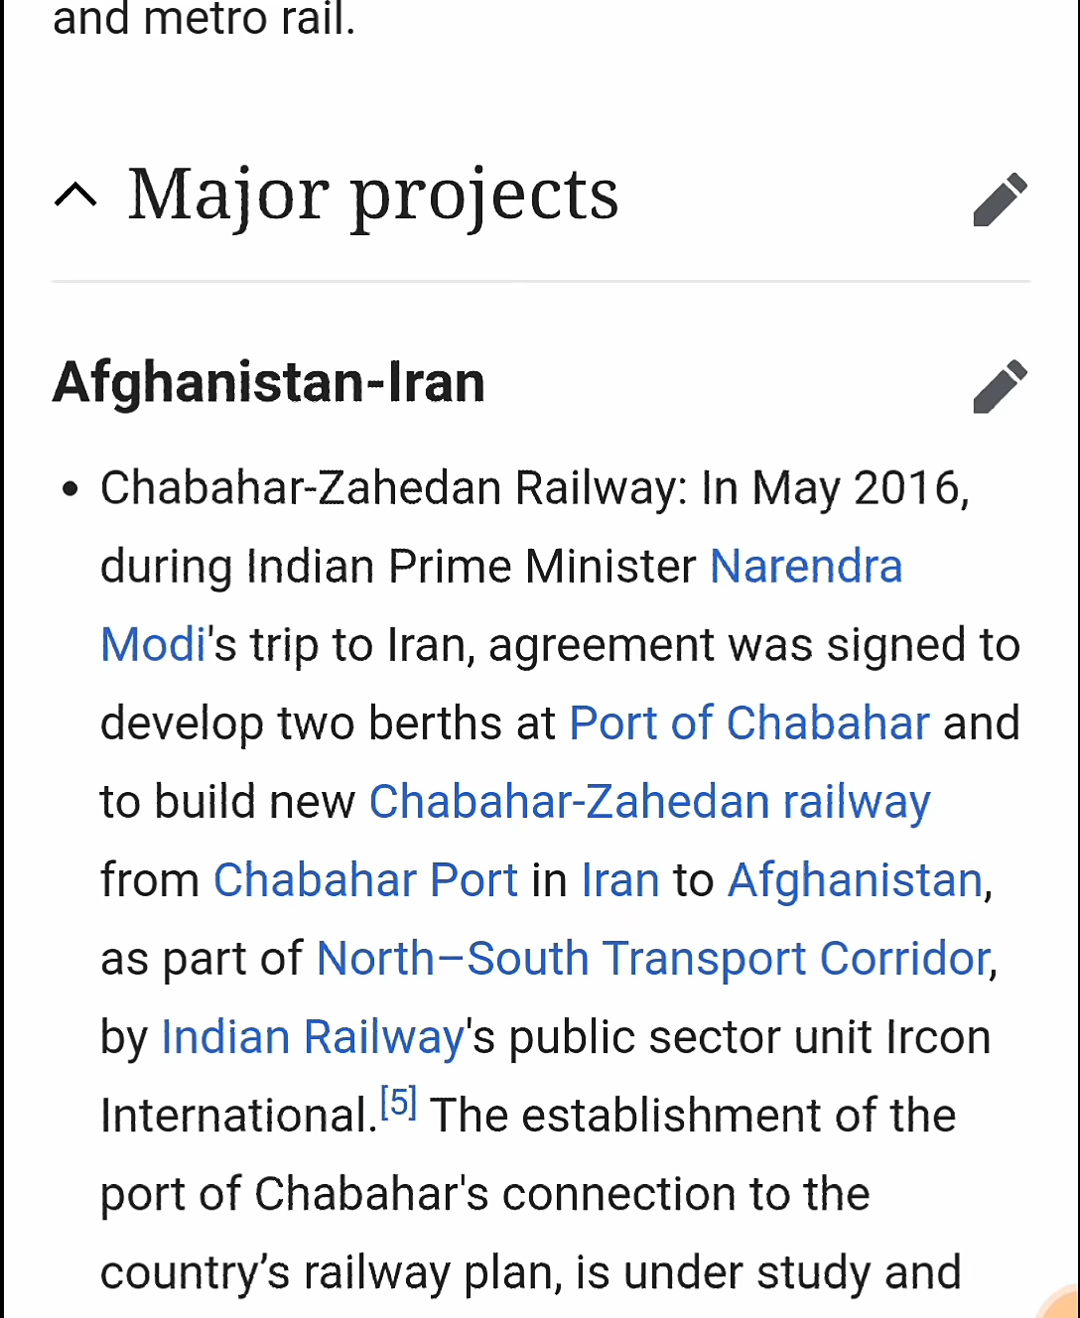 and metro rail.
Major projects
Afghanistan-Iran
• Chabahar-Zahedan Railway: In May 2016,
during Indian Prime Minister Narendra
Modi's trip to Iran, agreement was signed to
develop two berths at Port of Chabahar and
to build new Chabahar-Zahedan railway
from Chabahar Port in Iran to Afghanistan,
as part of North–South Transport Corridor,
by Indian Railway's public sector unit Ircon
International.[5] The establishment of the
port of Chabahar's connection to the
country’s railway plan, is under study and